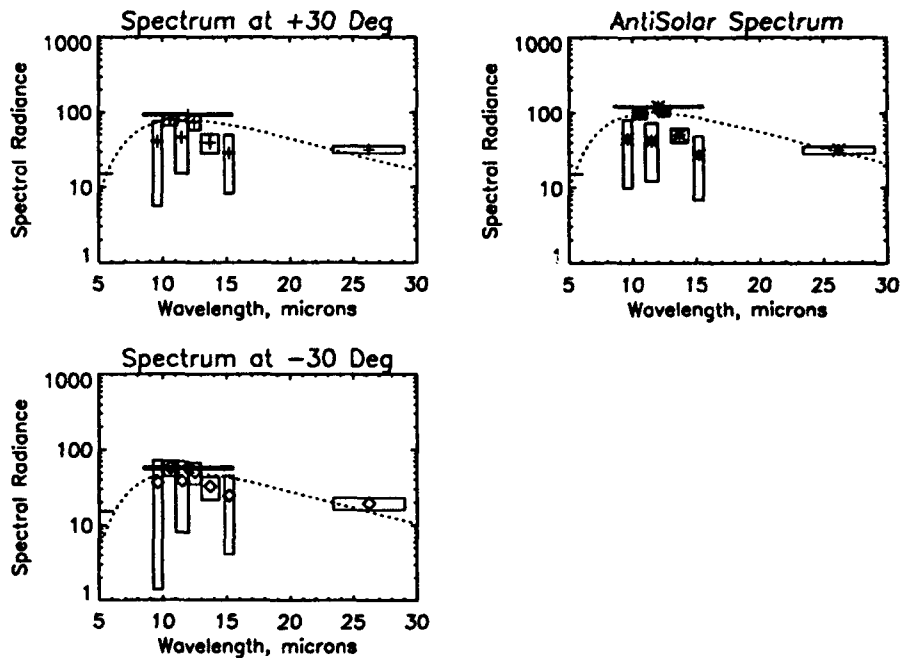 Spectrum at +30 Deg
1000
100
10
1
Spectral Radiance
5 10 15 20 25 30
Wavelength, microns
AntiSolar Spectrum
1000
100
10
1
Spectral Radiance
5 10 15 20 25 30
Wavelength, microns
Spectrum at −30 Deg
1000
100
10
1
Spectral Radiance
5 10 15 20 25 30
Wavelength, microns